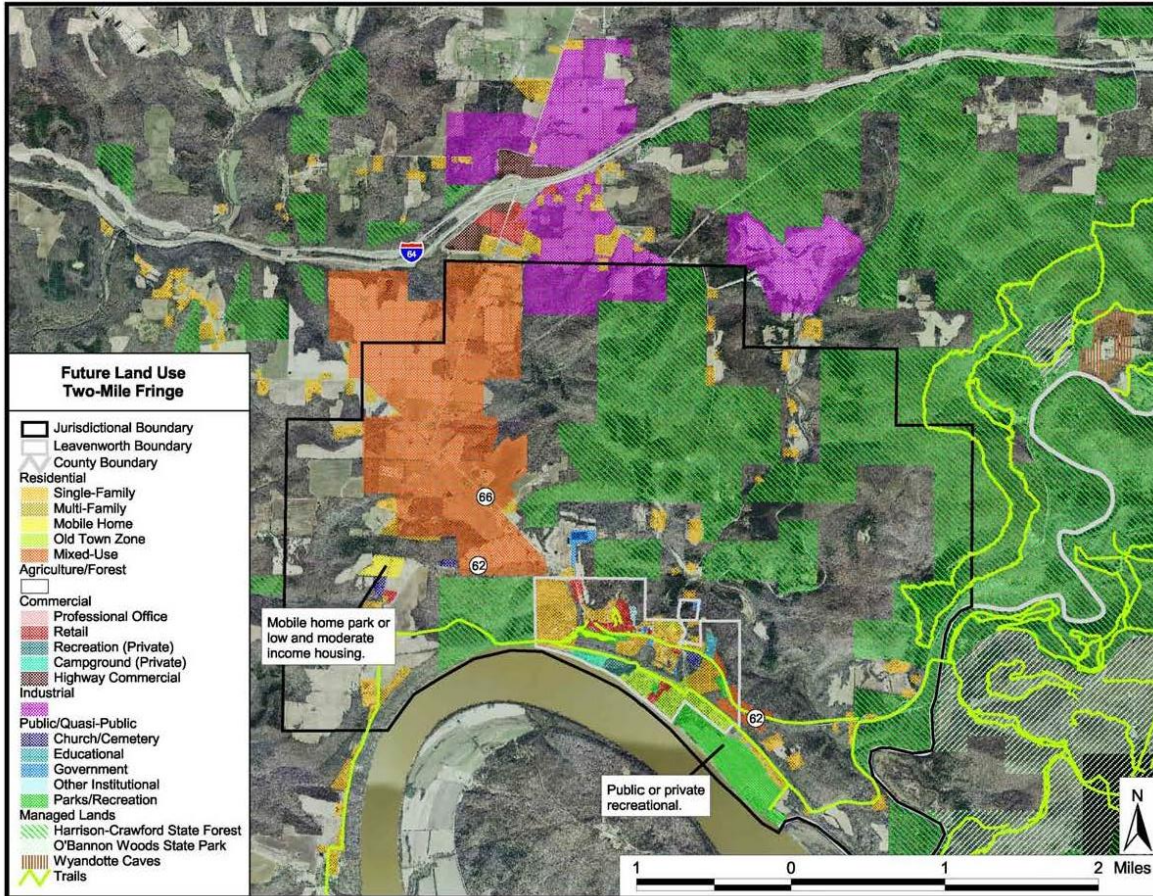 64
66
62
Mobile home park or
low and moderate
income housing.
62
Public or private
recreational.
Future Land Use
Two-Mile Fringe
Jurisdictional Boundary
Leavenworth Boundary
County Boundary
Residential
Single-Family
Multi-Family
Mobile Home
Old Town Zone
Mixed-Use
Agriculture/Forest
Commercial
Professional Office
Retail
Recreation (Private)
Campground (Private)
Highway Commercial
Industrial
Public/Quasi-Public
Church/Cemetery
Educational
Government
Other Institutional
Parks/Recreation
Managed Lands
Harrison-Crawford State Forest
O'Bannon Woods State Park
Wyandotte Caves
Trails
N
1 0 1 2 Miles